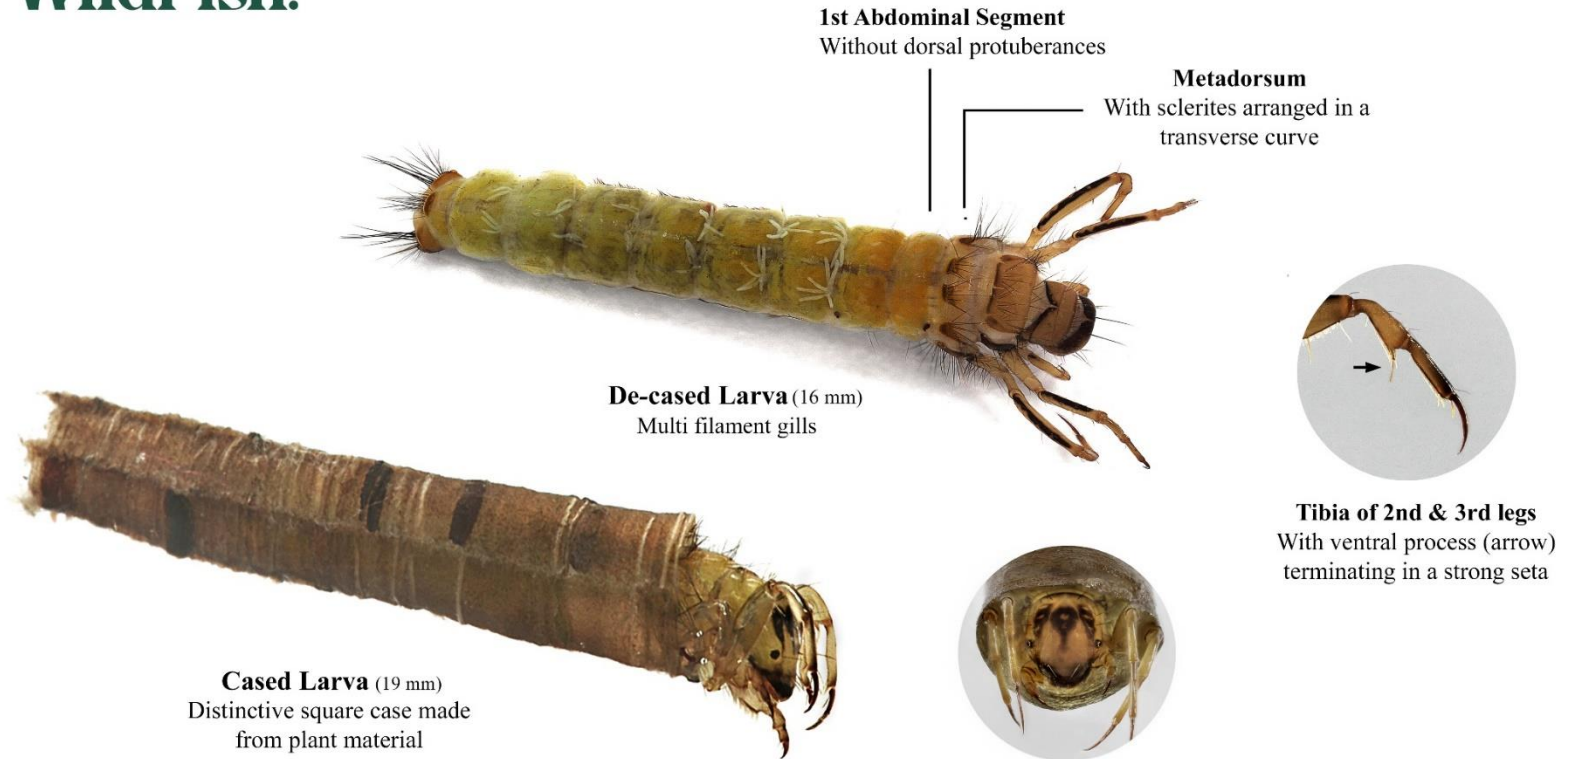 WildFish.
1st Abdominal Segment
Without dorsal protuberances
Metadorsum
With sclerites arranged in a
transverse curve
De-cased Larva (16 mm)
Multi filament gills
Tibia of 2nd & 3rd legs
With ventral process (arrow)
terminating in a strong seta
Cased Larva (19 mm)
Distinctive square case made
from plant material